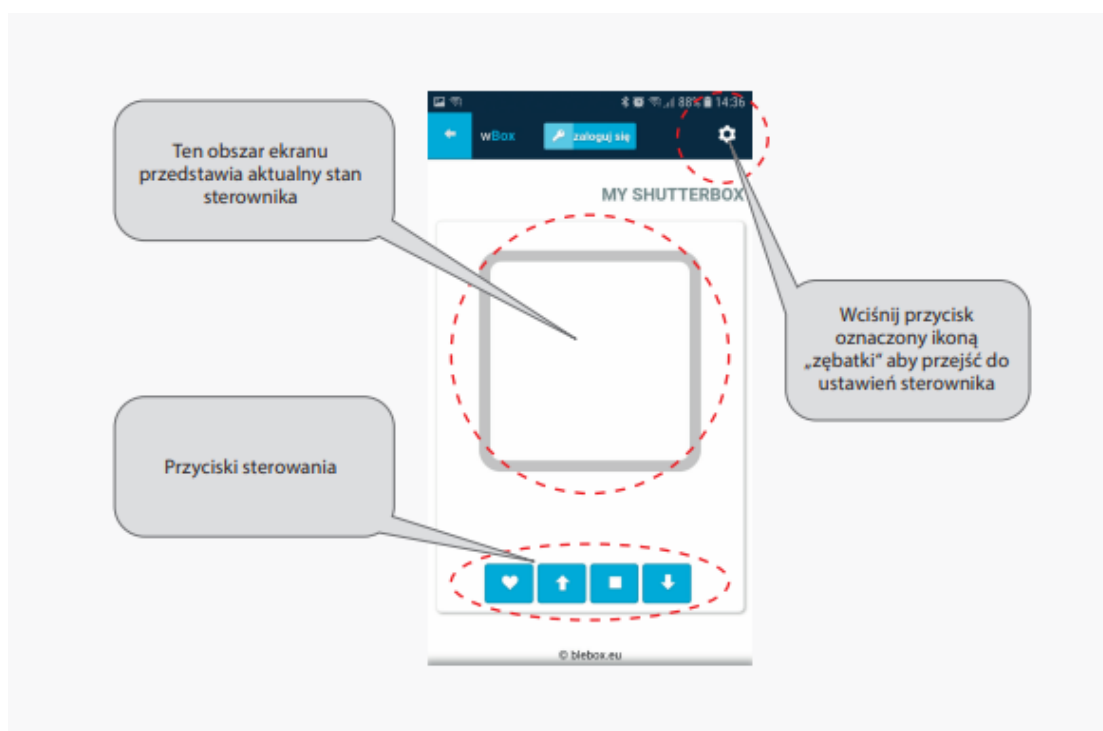 88% 14:36
wBox zaloguj się
MY SHUTTERBOX
Ten obszar ekranu
przedstawia aktualny stan
sterownika
Wciśnij przycisk
oznaczony ikoną
„zębatki“ aby przejść do
ustawień sterownika
Przyciski sterowania
© blebox.eu